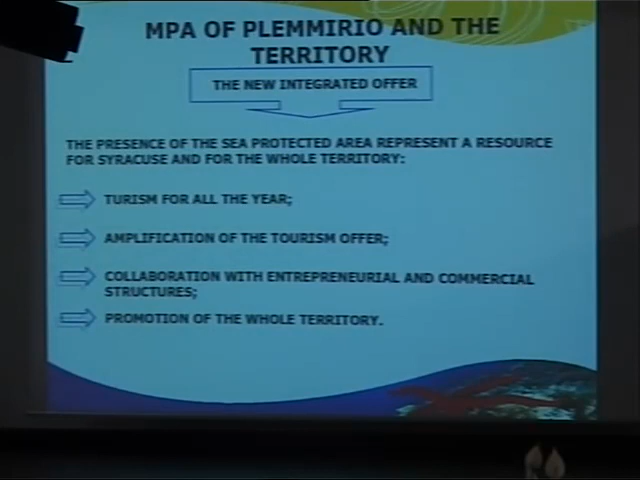 MPA OF PLEMMIRIO AND THE
TERRITORY
THE NEW INTEGRATED OFFER
THE PRESENCE OF THE SEA PROTECTED AREA REPRESENT A RESOURCE
FOR SYRACUSE AND FOR THE WHOLE TERRITORY:
TURISM FOR ALL THE YEAR;
AMPLIFICATION OF THE TOURISM OFFER;
COLLABORATION WITH ENTREPRENEURIAL AND COMMERCIAL
STRUCTURES;
PROMOTION OF THE WHOLE TERRITORY.